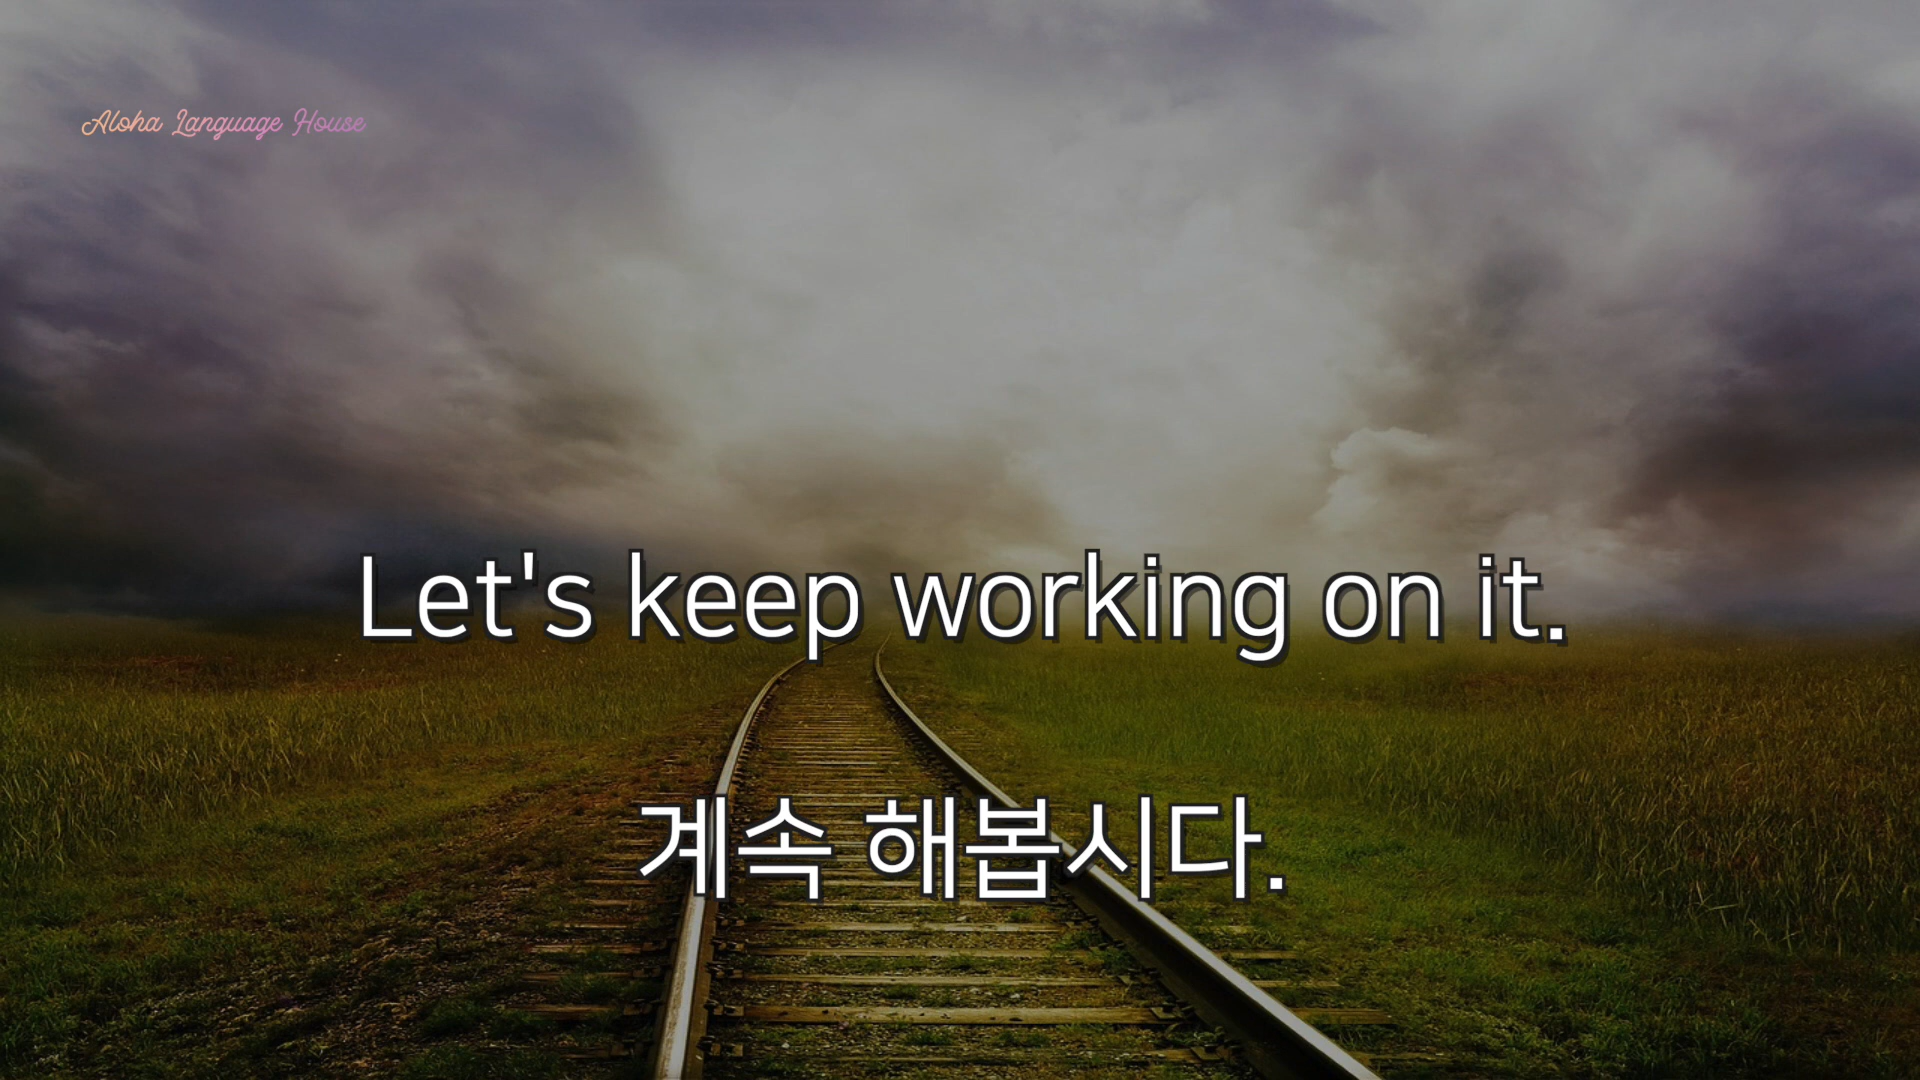 Aloha Language House
Let's keep working on it.
계속 해봅시다.